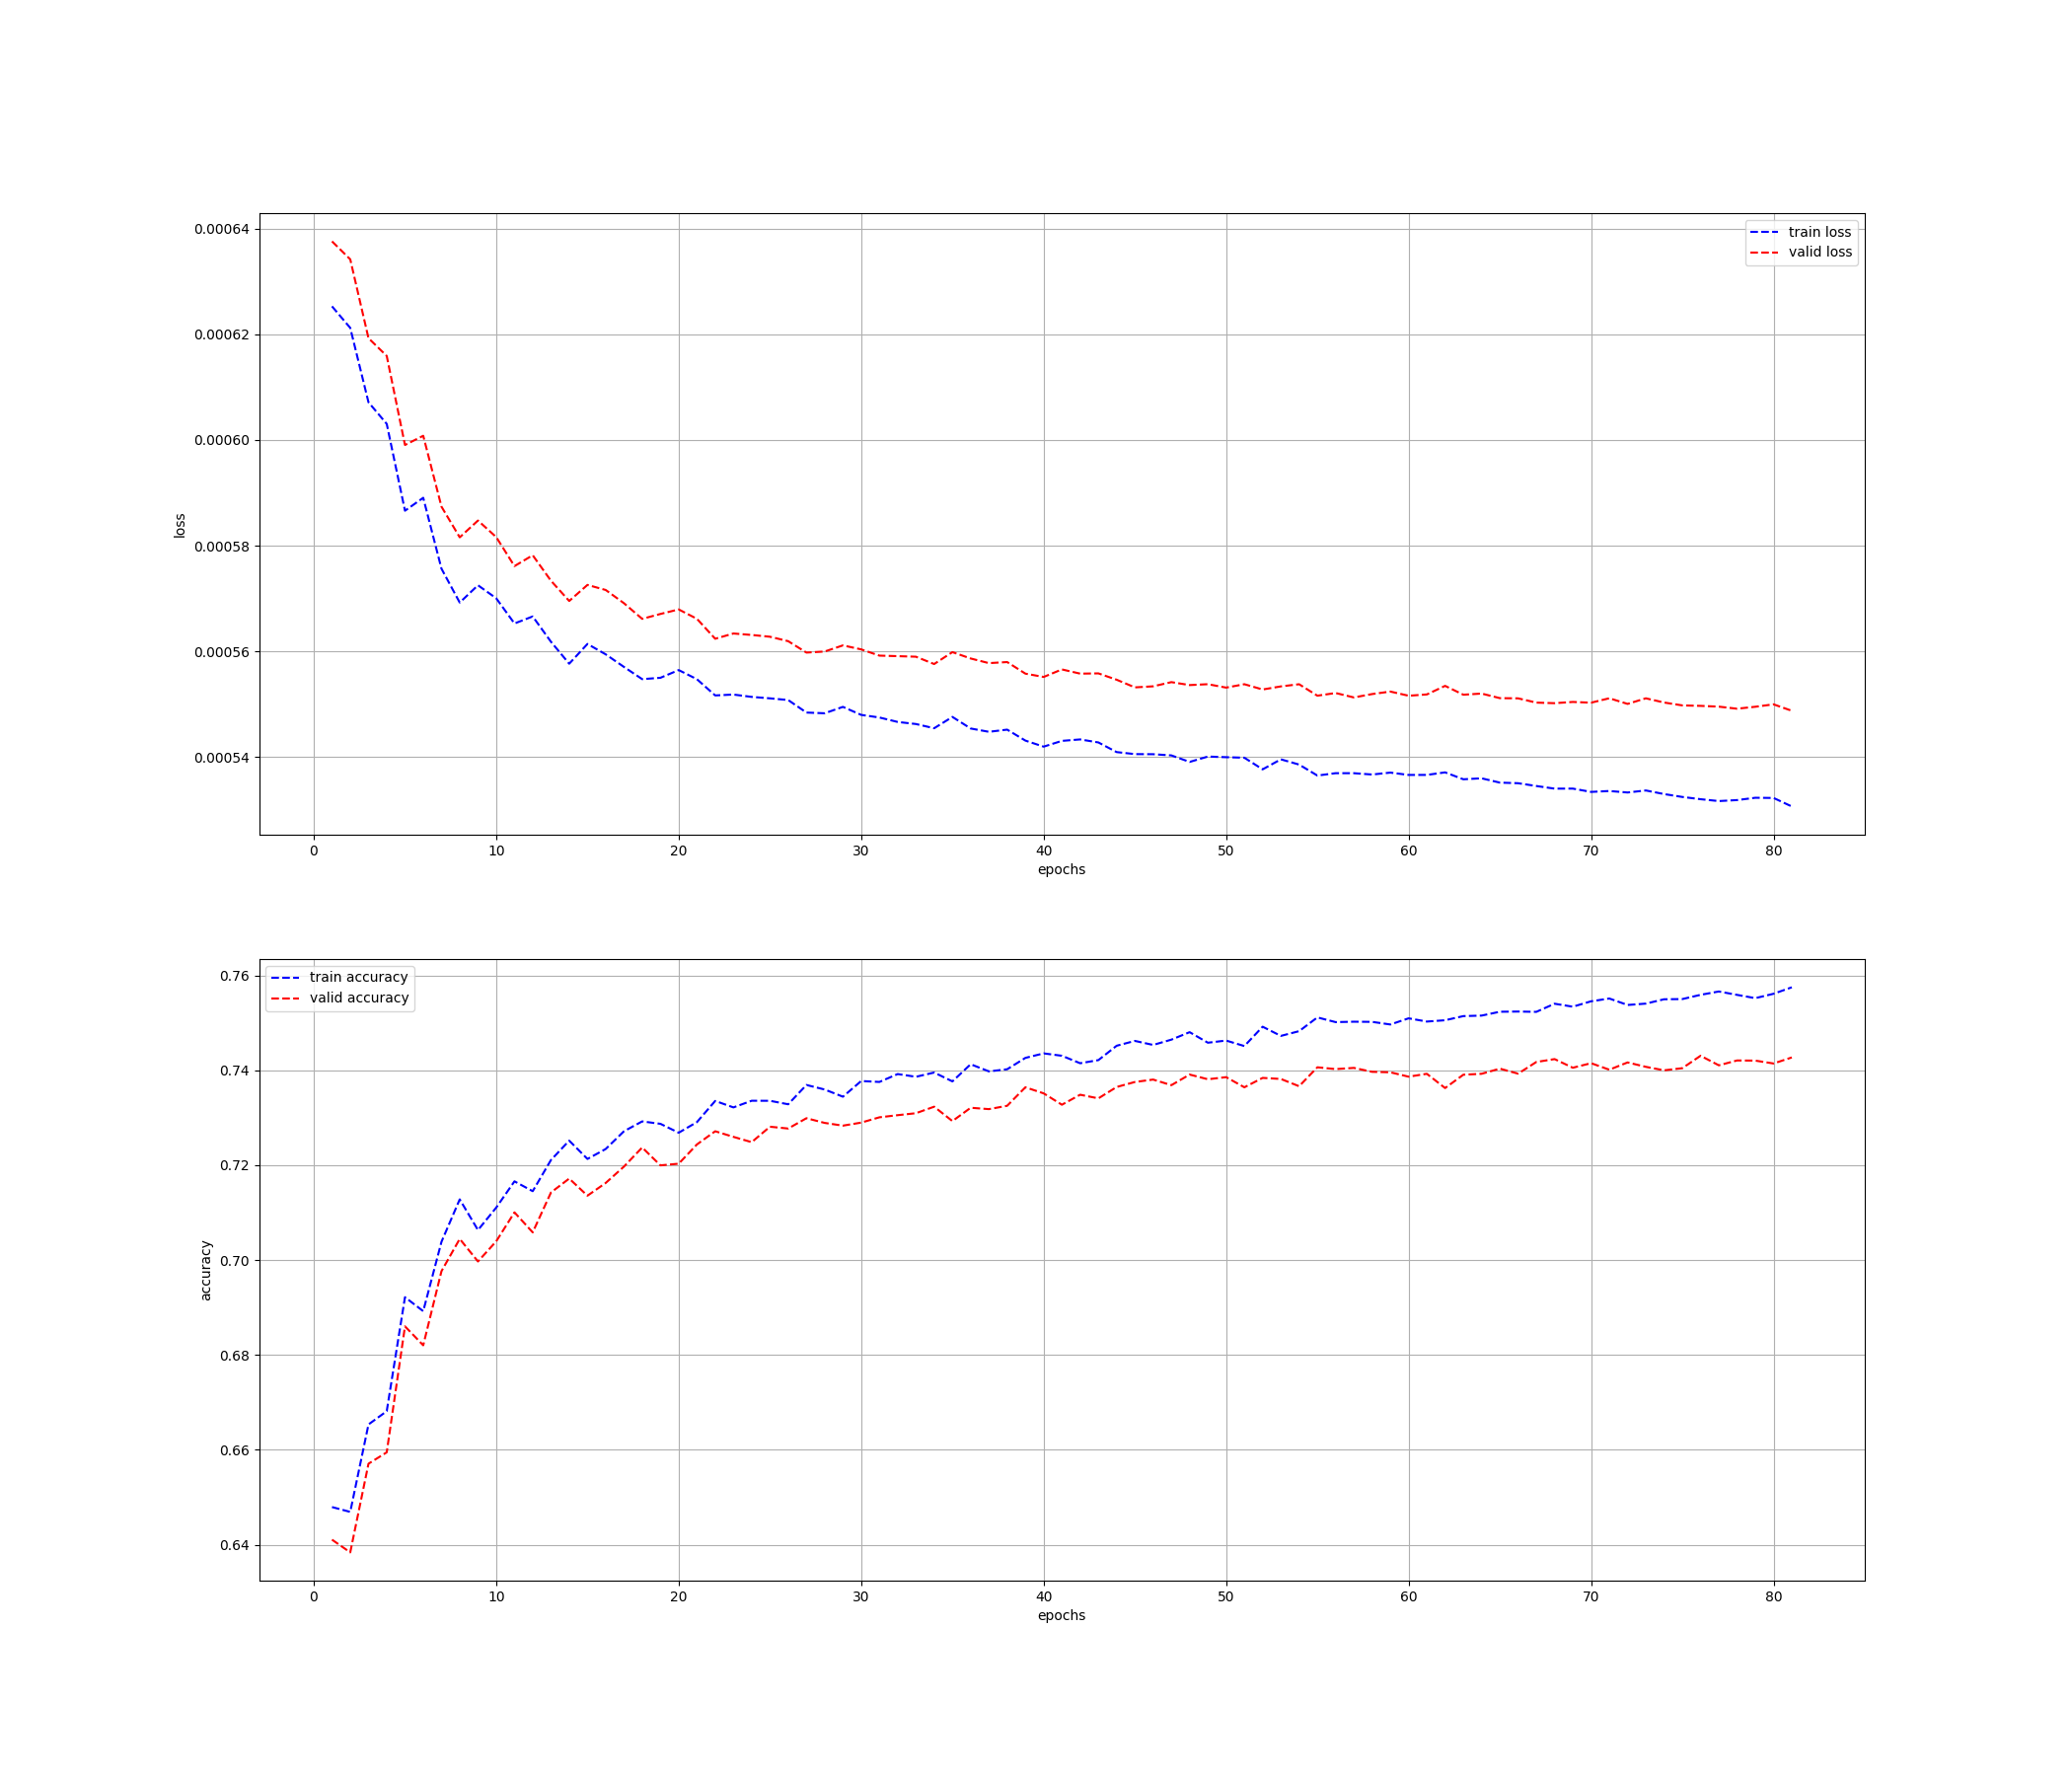 0.00064
0.00062
0.00060
0.00058
0.00056
0.00054
loss
train loss
valid loss
0 10 20 30 40 50 60 70 80
epochs
0.76
0.74
0.72
0.70
0.68
0.66
0.64
accuracy
train accuracy
valid accuracy
0 10 20 30 40 50 60 70 80
epochs